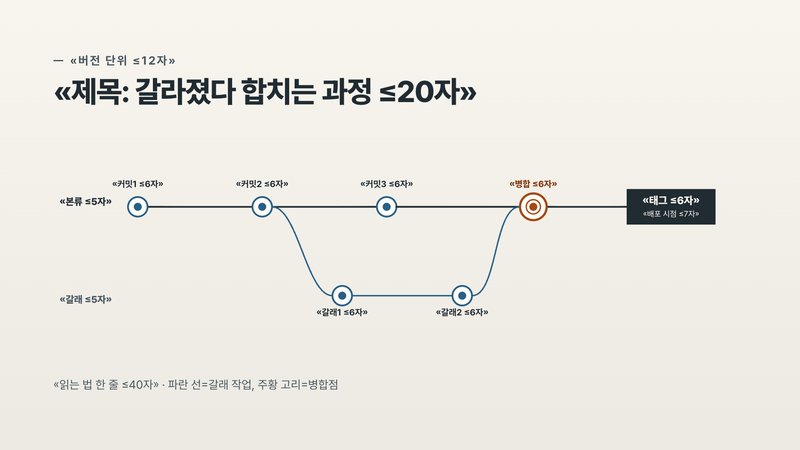 — «버전 단위 ≤12자»
«제목: 갈라졌다 합치는 과정 ≤20자»
«커밋1 ≤6자» «커밋2 ≤6자» «커밋3 ≤6자» «병합 ≤6자»
«본류 ≤5자»
«태그 ≤6자»
«배포 시점 ≤7자»
«갈래 ≤5자»
«갈래1 ≤6자» «갈래2 ≤6자»
«읽는 법 한 줄 ≤40자» · 파란 선=갈래 작업, 주황 고리=병합점